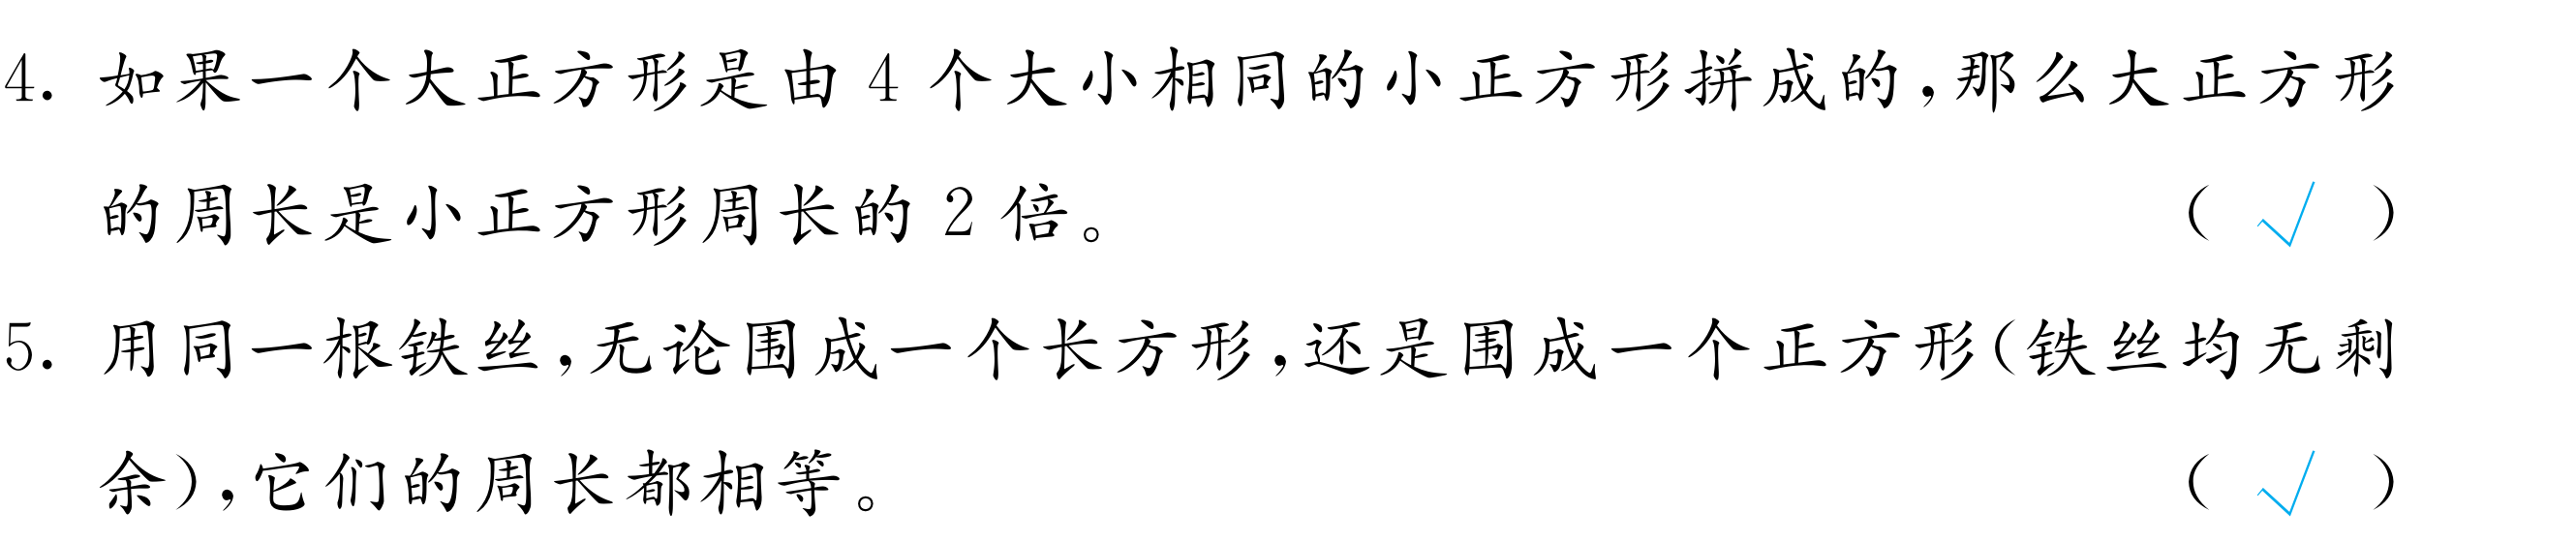 4. 如果一个大正方形是由 4 个大小相同的小正方形拼成的,那么大正方形
的周长是小正方形周长的 2 倍。 ( √ )
5. 用同一根铁丝,无论围成一个长方形,还是围成一个正方形(铁丝均无剩
余),它们的周长都相等。 ( √ )